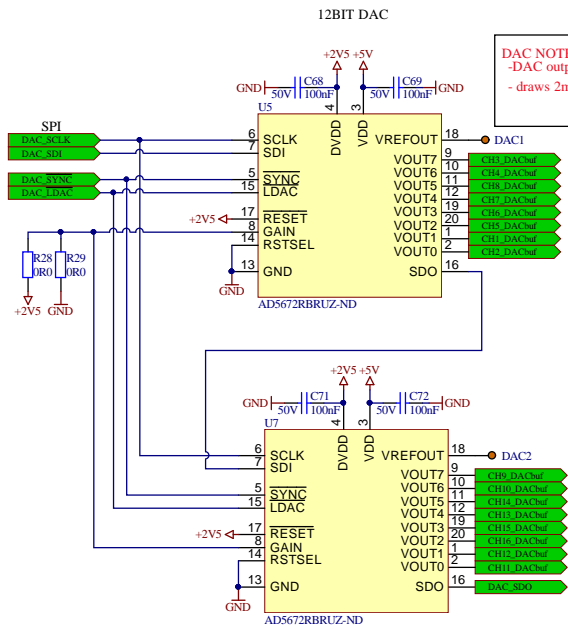 12BIT DAC
DAC NOTE
-DAC outp
- draws 2m
+2V5 +5V
GND 50V C68 100nF 50V C69 100nF GND
U5
4 DVDD 3 VDD
SPI
DAC_SCLK 6 SCLK VREFOUT 18 DAC1
DAC_SDI 7 SDI
VOUT7 9 CH3_DACbuf
VOUT6 10 CH4_DACbuf
DAC_SYNC 5 SYNC VOUT5 11 CH8_DACbuf
DAC_LDAC 15 LDAC VOUT4 12 CH7_DACbuf
VOUT3 19 CH6_DACbuf
+2V5 17 RESET VOUT2 20 CH5_DACbuf
8 GAIN VOUT1 1 CH1_DACbuf
14 RSTSEL VOUT0 2 CH2_DACbuf
13 GND SDO 16
GND
R28 0R0 R29 0R0
+2V5 GND
AD5672RBRUZ-ND
+2V5 +5V
GND 50V C71 100nF 50V C72 100nF GND
U7
4 DVDD 3 VDD
6 SCLK VREFOUT 18 DAC2
7 SDI
VOUT7 9 CH9_DACbuf
VOUT6 10 CH10_DACbuf
5 SYNC VOUT5 11 CH14_DACbuf
15 LDAC VOUT4 12 CH13_DACbuf
VOUT3 19 CH15_DACbuf
+2V5 17 RESET VOUT2 20 CH16_DACbuf
8 GAIN VOUT1 1 CH12_DACbuf
14 RSTSEL VOUT0 2 CH11_DACbuf
13 GND SDO 16 DAC_SDO
GND
AD5672RBRUZ-ND